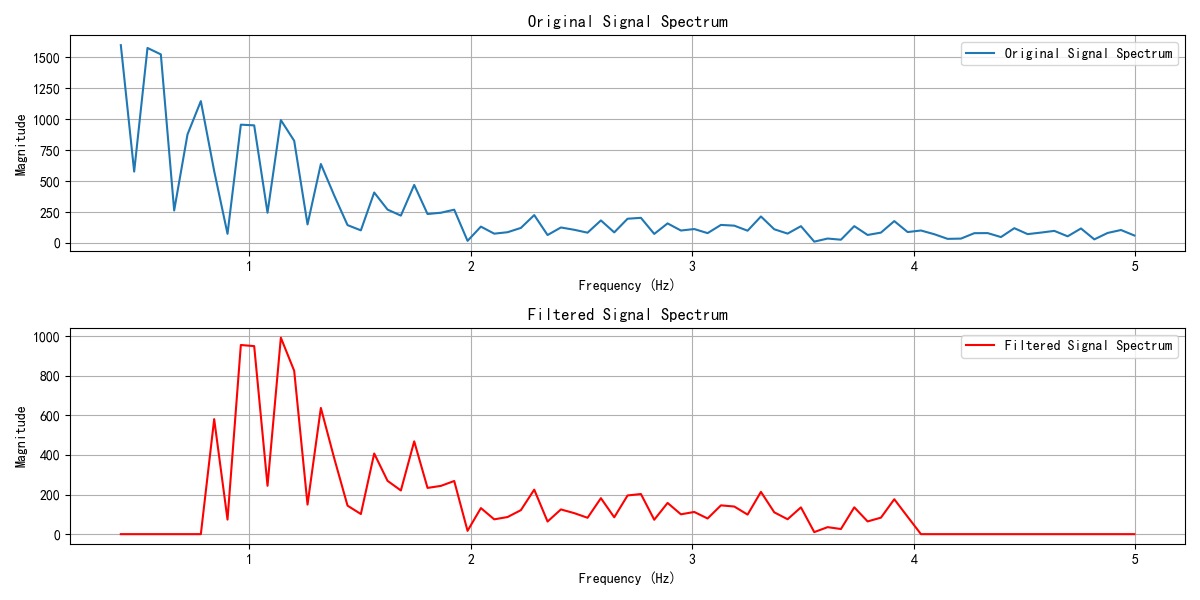 Original Signal Spectrum
Original Signal Spectrum
Magnitude
1500
1250
1000
750
500
250
0
1 2 3 4 5
Frequency (Hz)
Filtered Signal Spectrum
Filtered Signal Spectrum
Magnitude
1000
800
600
400
200
0
1 2 3 4 5
Frequency (Hz)